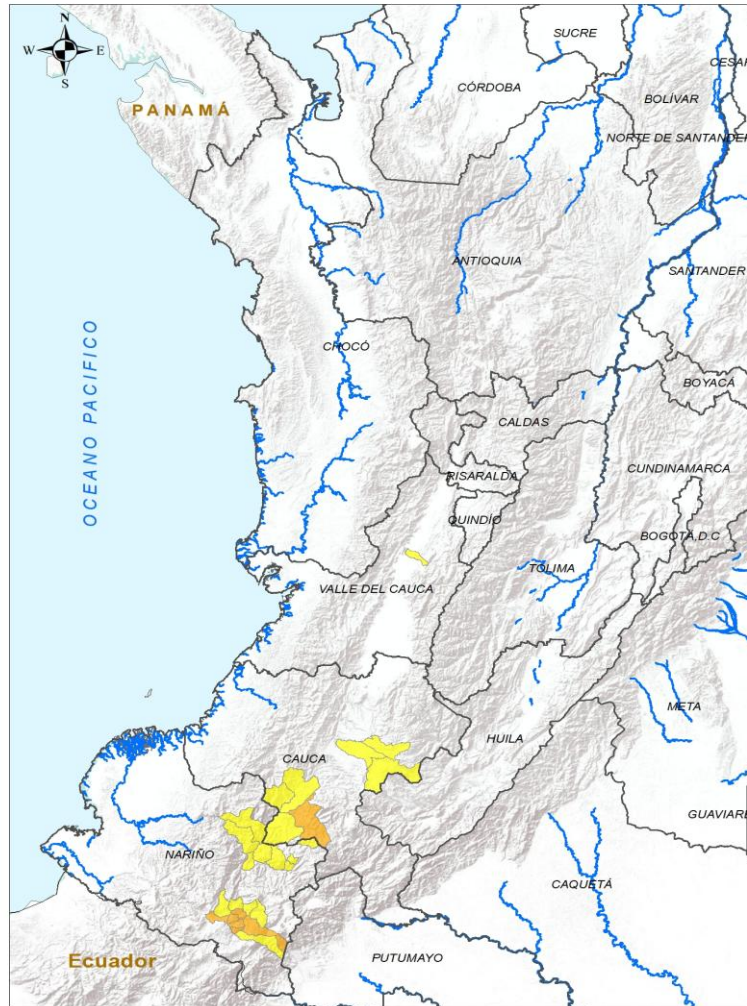 N
W E
S
SUCRE
CESAR
CÓRDOBA
BOLÍVAR
PANAMÁ
NORTE DE SANTANDER
ANTIOQUIA
SANTANDER
OCEANO PACIFICO
CHOCÓ
BOYACÁ
CALDAS
CUNDINAMARCA
RISARALDA
QUINDÍO
BOGOTÁ,D.C
TOLIMA
VALLE DEL CAUCA
META
HUILA
CAUCA
GUAVIARE
NARIÑO
CAQUETÁ
Ecuador
PUTUMAYO